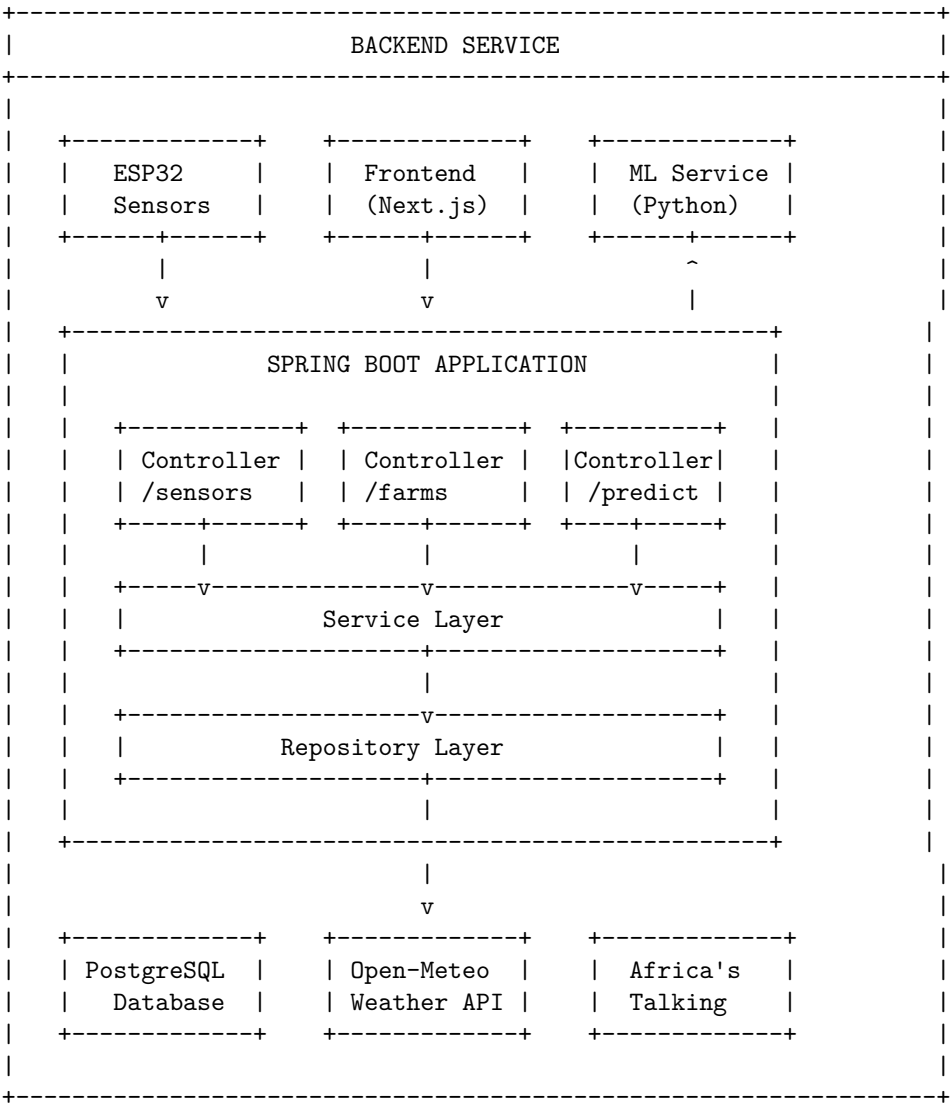 BACKEND SERVICE
ESP32 Sensors
Frontend (Next.js)
ML Service (Python)
SPRING BOOT APPLICATION
Controller /sensors
Controller /farms
Controller /predict
Service Layer
Repository Layer
PostgreSQL Database
Open-Meteo Weather API
Africa's Talking